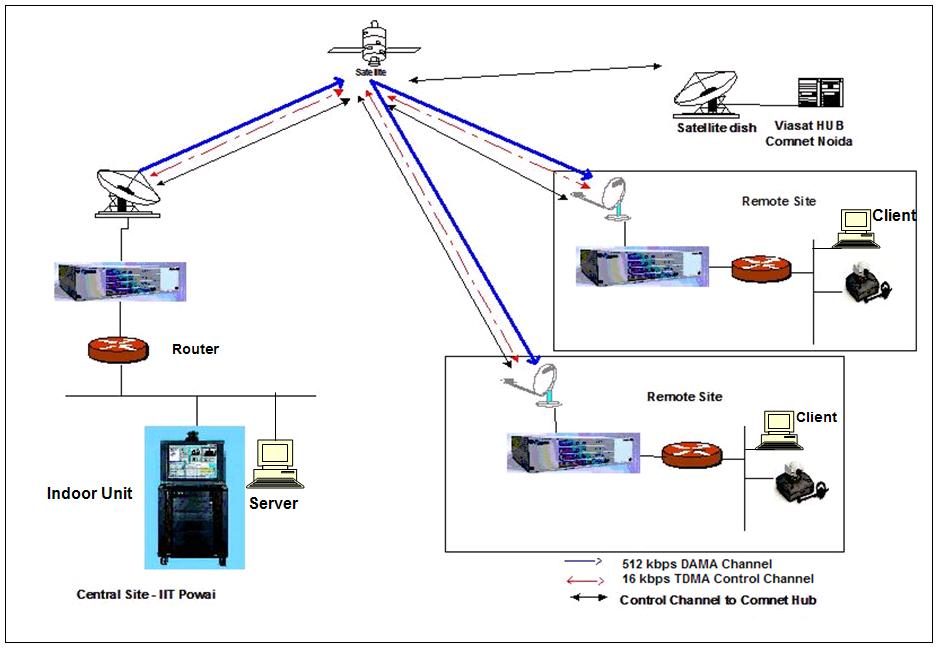 Satellite
Satellite dish
Viasat HUB
Comnet Noida
Remote Site
Client
Router
Remote Site
Client
Indoor Unit
Server
512 kbps DAMA Channel
16 kbps TDMA Control Channel
Control Channel to Comnet Hub
Central Site - IIT Powai